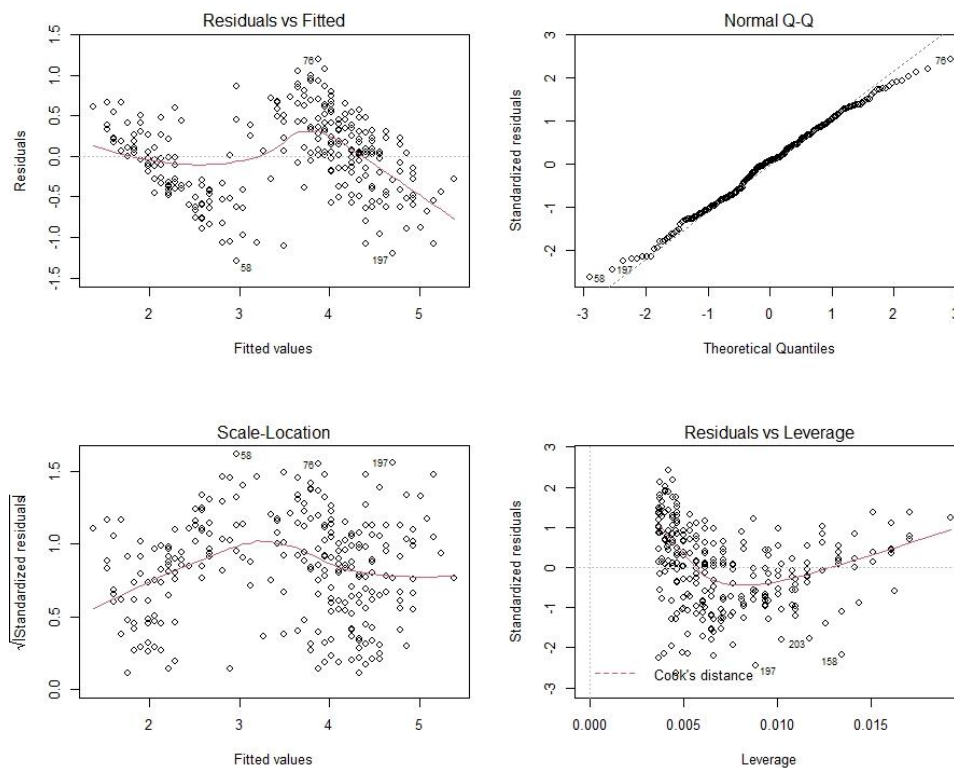 Residuals vs Fitted
Residuals
1.5
1.0
0.5
0.0
-0.5
-1.0
-1.5
76
58
197
2 3 4 5
Fitted values
Normal Q-Q
Standardized residuals
3
2
1
0
-1
-2
76
58
197
-3 -2 -1 0 1 2 3
Theoretical Quantiles
Scale-Location
√|Standardized residuals|
1.5
1.0
0.5
0.0
58
76
197
2 3 4 5
Fitted values
Residuals vs Leverage
Standardized residuals
3
2
1
0
-1
-2
-3
203
158
197
Cook's distance
0.000 0.005 0.010 0.015
Leverage